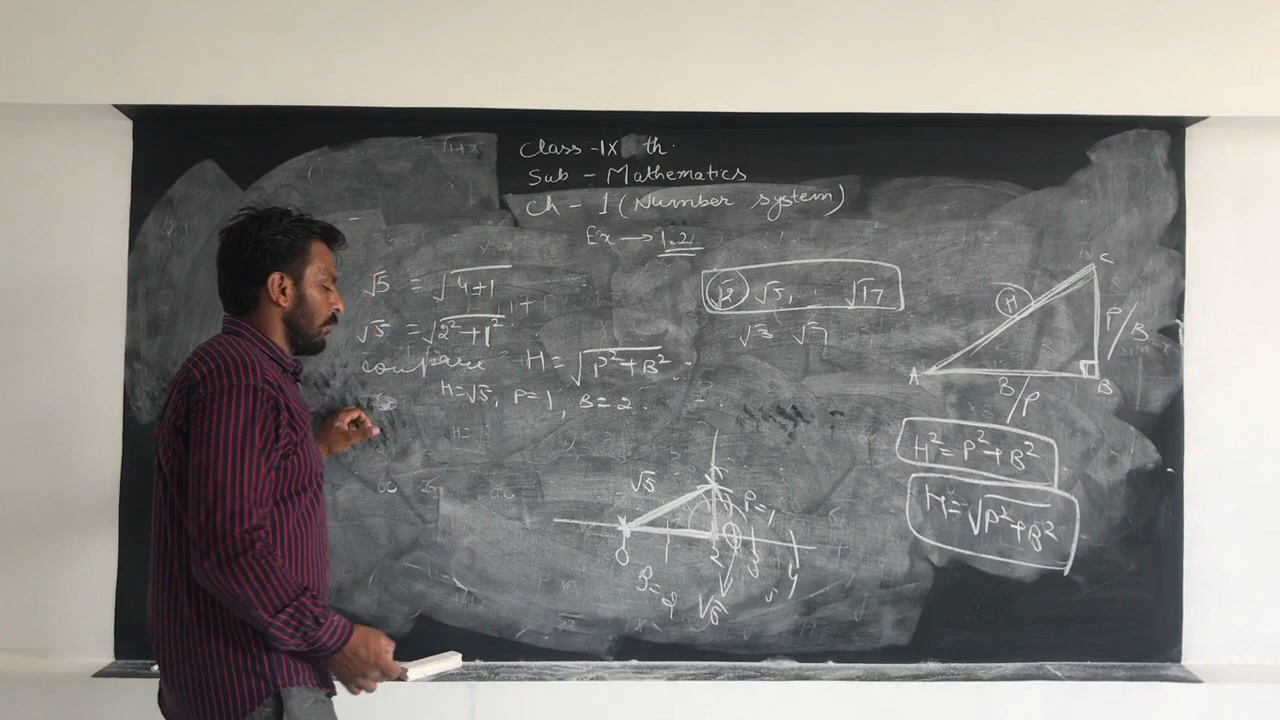 Class - IX th.
Sub - Mathematics
Ch - 1 (Number system)
Ex → 1.2
√5 = √4+1
√5 = √2²+1²
compare H = √P²+B²
H=√5, P=1, B=2.
√2 √5, √17
√3 √7
C
H
P/B
A
B/P
B
H²=P²+B²
H=√P²+B²
√5
P=1
0 1 2 3 4
B=2
√5